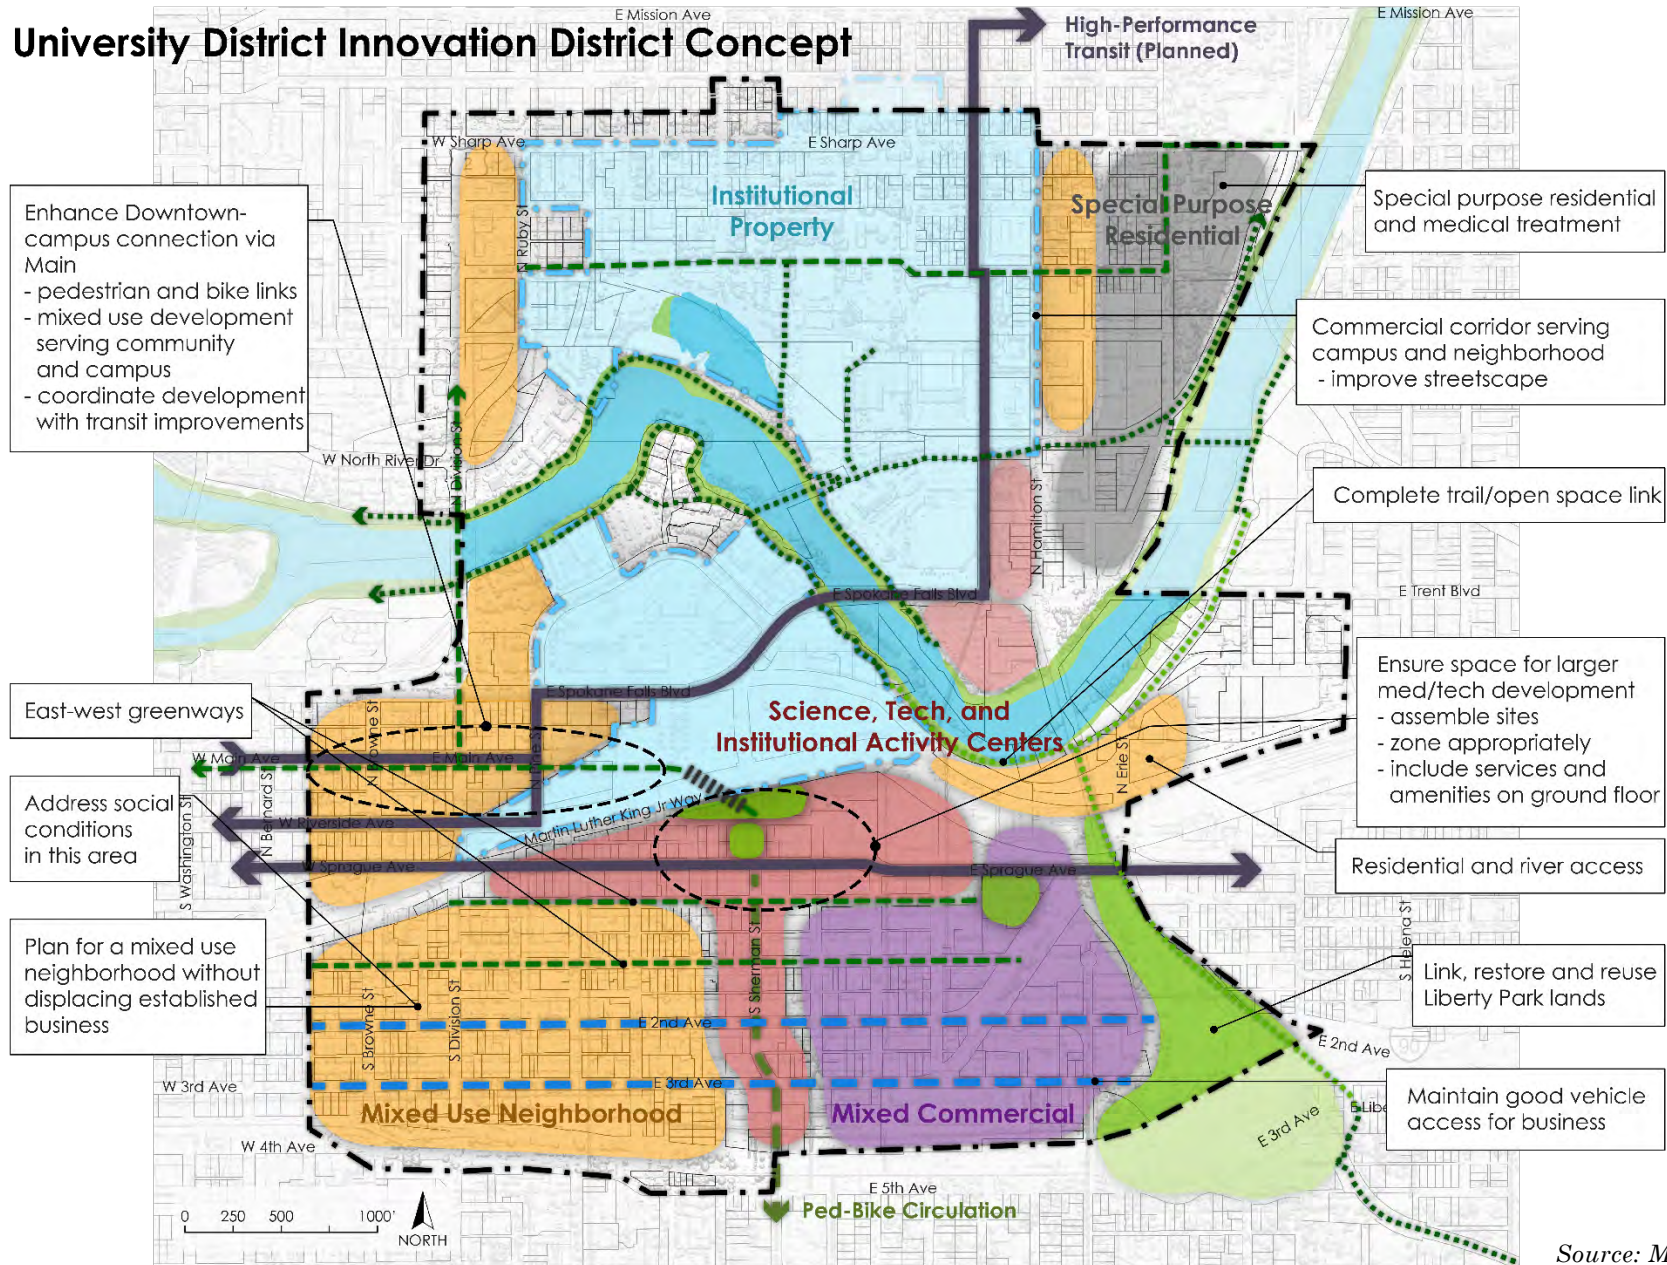 E Mission Ave
E Mission Ave
University District Innovation District Concept
High-Performance
Transit (Planned)
W Sharp Ave
E Sharp Ave
Institutional
Property
Special Purpose
Residential
N Ruby St
Enhance Downtown-
campus connection via
Main
- pedestrian and bike links
- mixed use development
serving community
and campus
- coordinate development
with transit improvements
Special purpose residential
and medical treatment
Commercial corridor serving
campus and neighborhood
- improve streetscape
W North River Dr
N Division St
N Hamilton St
Complete trail/open space link
E Spokane Falls Blvd
E Trent Blvd
East-west greenways
E Spokane Falls Blvd
Science, Tech, and
Institutional Activity Centers
Ensure space for larger
med/tech development
- assemble sites
- zone appropriately
- include services and
amenities on ground floor
N Browne St
N Pine St
N Erie St
W Main Ave
E Main Ave
N Bernard St
S Washington St
Address social
conditions
in this area
W Riverside Ave
Martin Luther King Jr Way
W Sprague Ave
E Sprague Ave
Residential and river access
Plan for a mixed use
neighborhood without
displacing established
business
S Browne St
S Division St
S Sherman St
S Helena St
Link, restore and reuse
Liberty Park lands
E 2nd Ave
E 2nd Ave
90
W 3rd Ave
E 3rd Ave
E 3rd Ave
Mixed Use Neighborhood
Mixed Commercial
Maintain good vehicle
access for business
E Libe
W 4th Ave
E 5th Ave
Ped-Bike Circulation
0 250 500 1000'
NORTH
Source: M